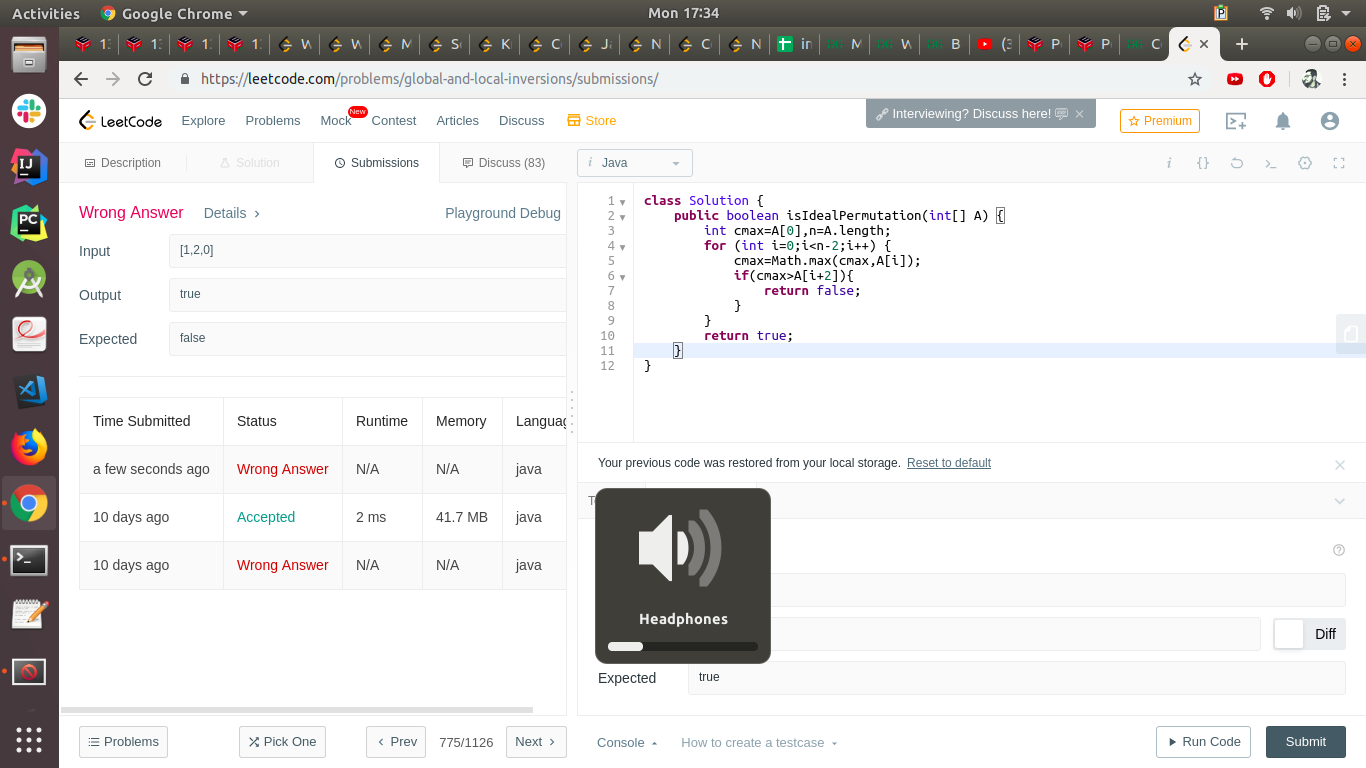 Activities Google Chrome Mon 17:34
https://leetcode.com/problems/global-and-local-inversions/submissions/
LeetCode Explore Problems Mock New Contest Articles Discuss Store Interviewing? Discuss here! Premium
Description Solution Submissions Discuss (83)
Wrong Answer Details Playground Debug
Input [1,2,0]
Output true
Expected false
Time Submitted Status Runtime Memory Languag
a few seconds ago Wrong Answer N/A N/A java
10 days ago Accepted 2 ms 41.7 MB java
10 days ago Wrong Answer N/A N/A java
Problems Pick One Prev 775/1126 Next
i Java
1 class Solution {
2 public boolean isIdealPermutation(int[] A) {
3 int cmax=A[0],n=A.length;
4 for (int i=0;i<n-2;i++) {
5 cmax=Math.max(cmax,A[i]);
6 if(cmax>A[i+2]){
7 return false;
8 }
9 }
10 return true;
11 }
12 }
Your previous code was restored from your local storage. Reset to default
Headphones
Diff
Expected true
Console How to create a testcase Run Code Submit